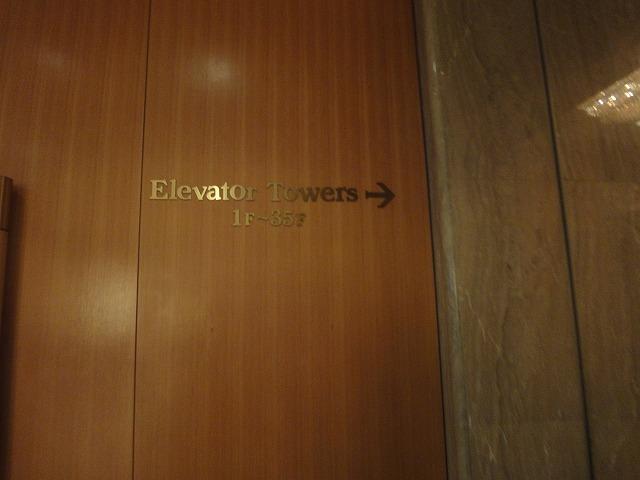 Elevator Towers →
1F~35F